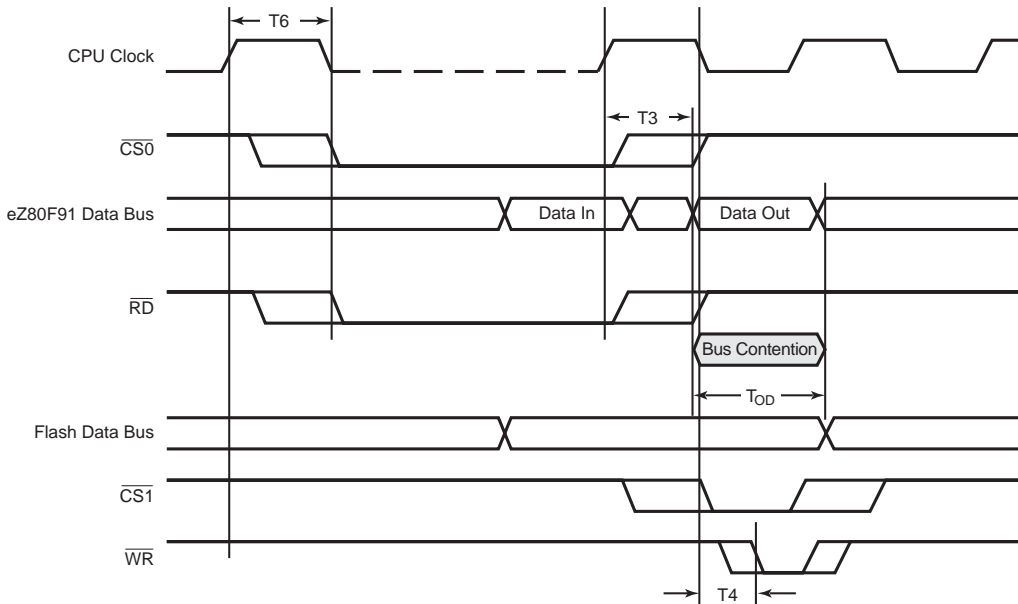 T6
CPU Clock
T3
CS0
eZ80F91 Data Bus
Data In
Data Out
RD
Bus Contention
TOD
Flash Data Bus
CS1
WR
T4